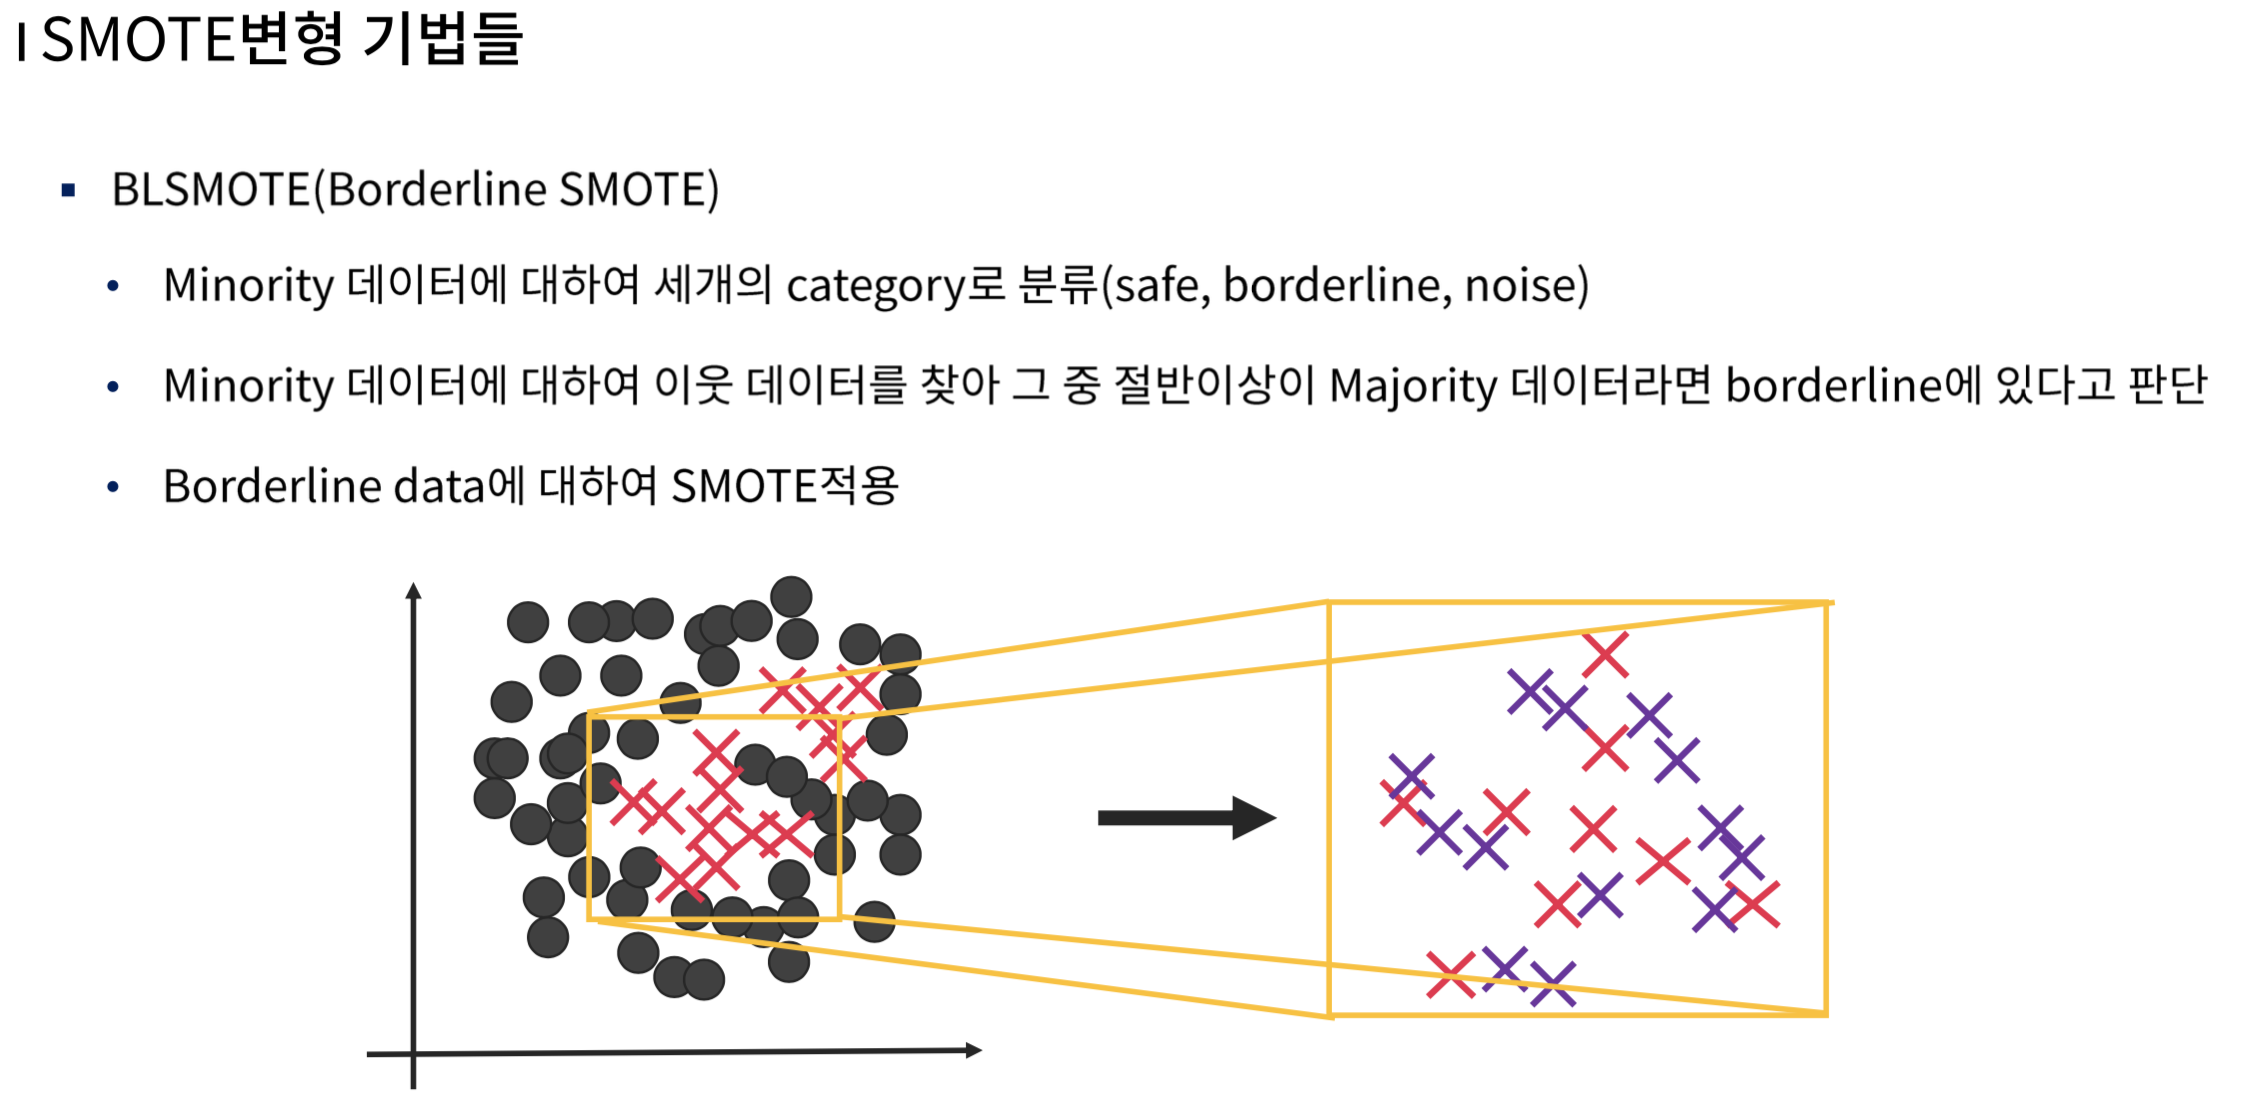 I SMOTE변형 기법들
▪ BLSMOTE(Borderline SMOTE)
• Minority 데이터에 대하여 세개의 category로 분류(safe, borderline, noise)
• Minority 데이터에 대하여 이웃 데이터를 찾아 그 중 절반이상이 Majority 데이터라면 borderline에 있다고 판단
• Borderline data에 대하여 SMOTE적용